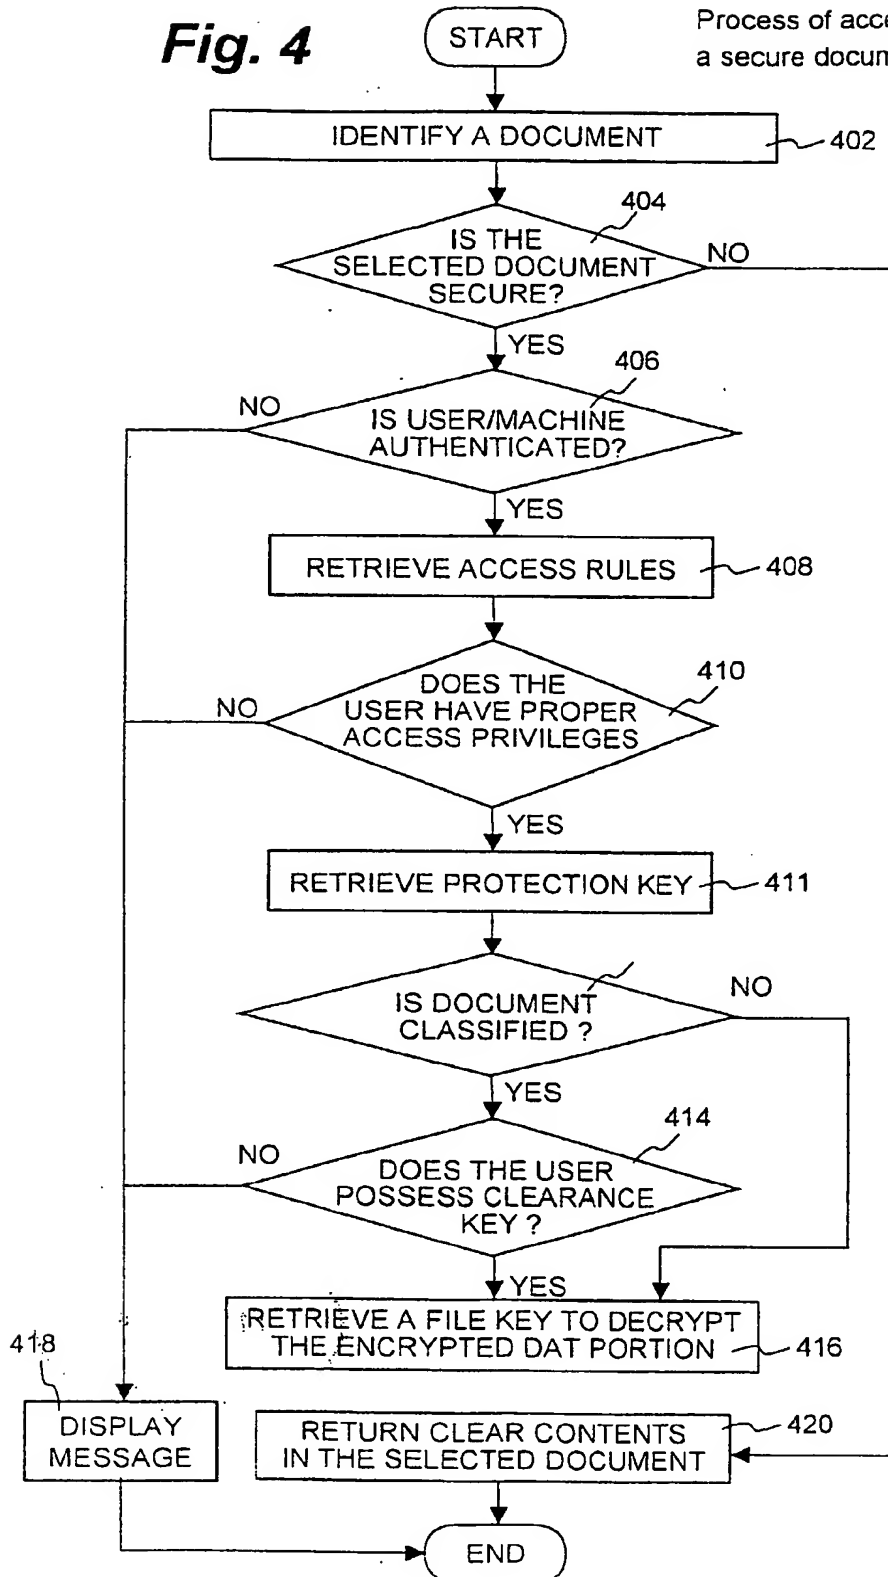 Fig. 4
START
Process of acce
a secure docum
IDENTIFY A DOCUMENT
402
404
IS THE
SELECTED DOCUMENT
SECURE?
NO
YES
406
NO
IS USER/MACHINE
AUTHENTICATED?
YES
RETRIEVE ACCESS RULES
408
410
DOES THE
USER HAVE PROPER
ACCESS PRIVILEGES
NO
YES
RETRIEVE PROTECTION KEY
411
IS DOCUMENT
CLASSIFIED ?
NO
YES
414
NO
DOES THE USER
POSSESS CLEARANCE
KEY ?
YES
RETRIEVE A FILE KEY TO DECRYPT
THE ENCRYPTED DAT PORTION
416
418
DISPLAY
MESSAGE
RETURN CLEAR CONTENTS
IN THE SELECTED DOCUMENT
420
END